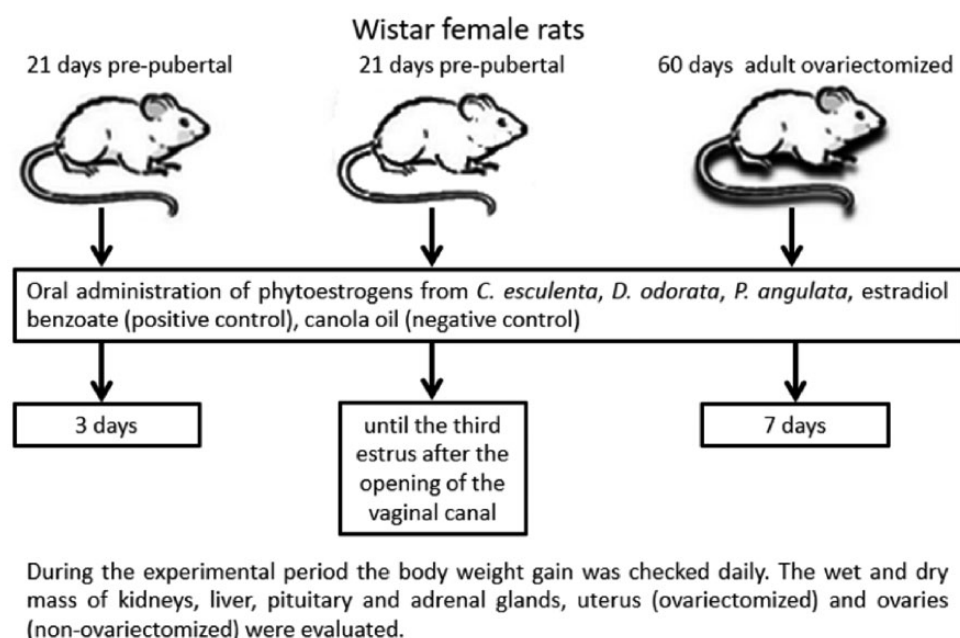 Wistar female rats
21 days pre-pubertal
21 days pre-pubertal
60 days adult ovariectomized
Oral administration of phytoestrogens from C. esculenta, D. odorata, P. angulata, estradiol
benzoate (positive control), canola oil (negative control)
3 days
until the third
estrus after the
opening of the
vaginal canal
7 days
During the experimental period the body weight gain was checked daily. The wet and dry
mass of kidneys, liver, pituitary and adrenal glands, uterus (ovariectomized) and ovaries
(non-ovariectomized) were evaluated.